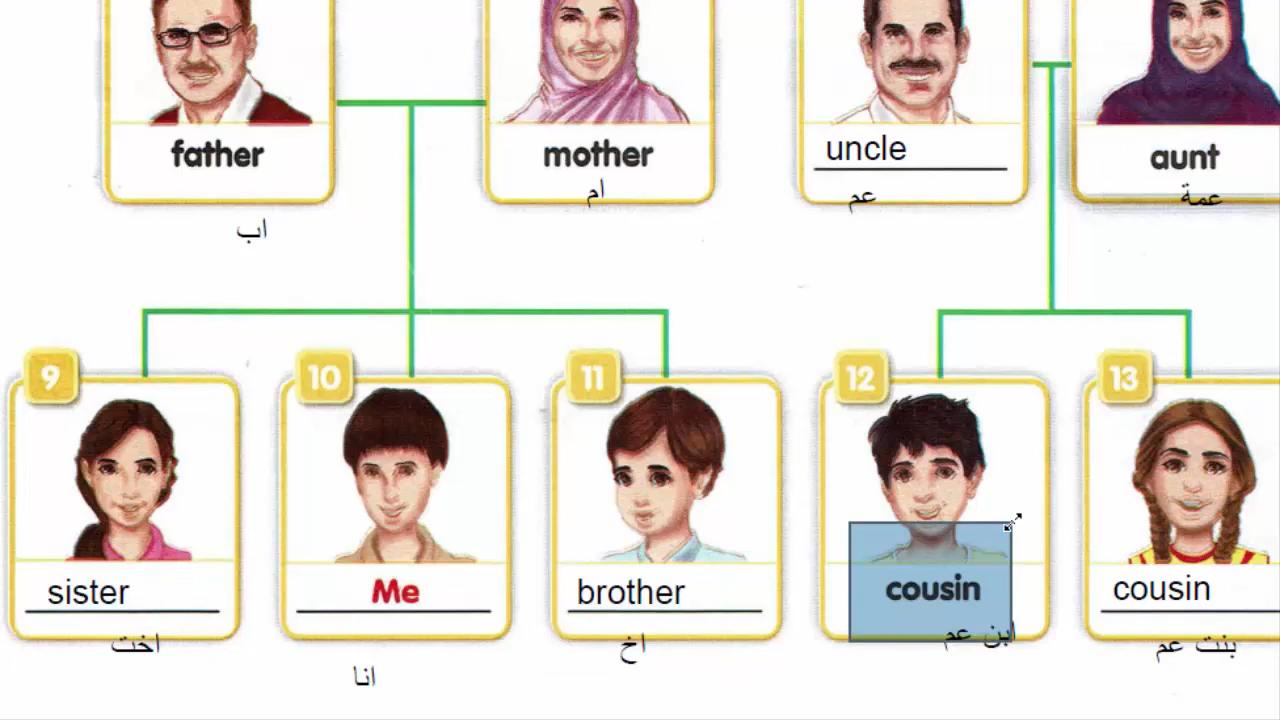 father
mother
uncle
aunt
اب
ام
عم
عمة
9
10
11
12
13
sister
Me
brother
cousin
cousin
اخت
انا
اخ
ابن عم
بنت عم